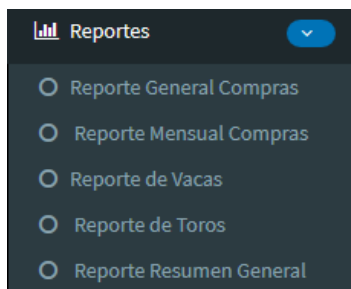 Reportes
Reporte General Compras
Reporte Mensual Compras
Reporte de Vacas
Reporte de Toros
Reporte Resumen General